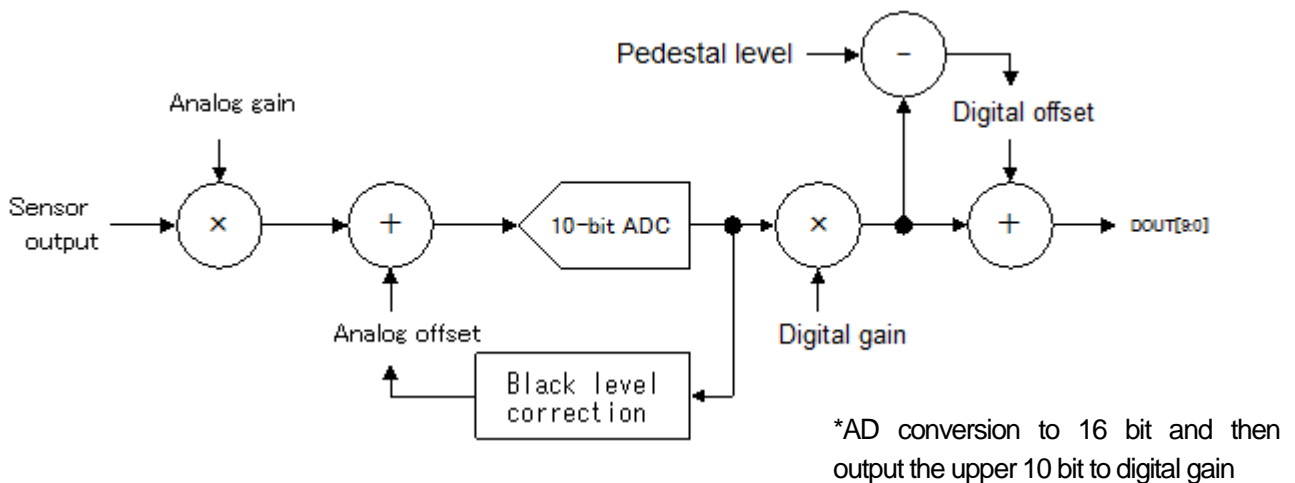 Pedestal level
-
Analog gain
Digital offset
Sensor
output
×
+
10-bit ADC
×
+
DOUT[9:0]
Analog offset
Digital gain
Black level
correction
*AD conversion to 16 bit and then
output the upper 10 bit to digital gain